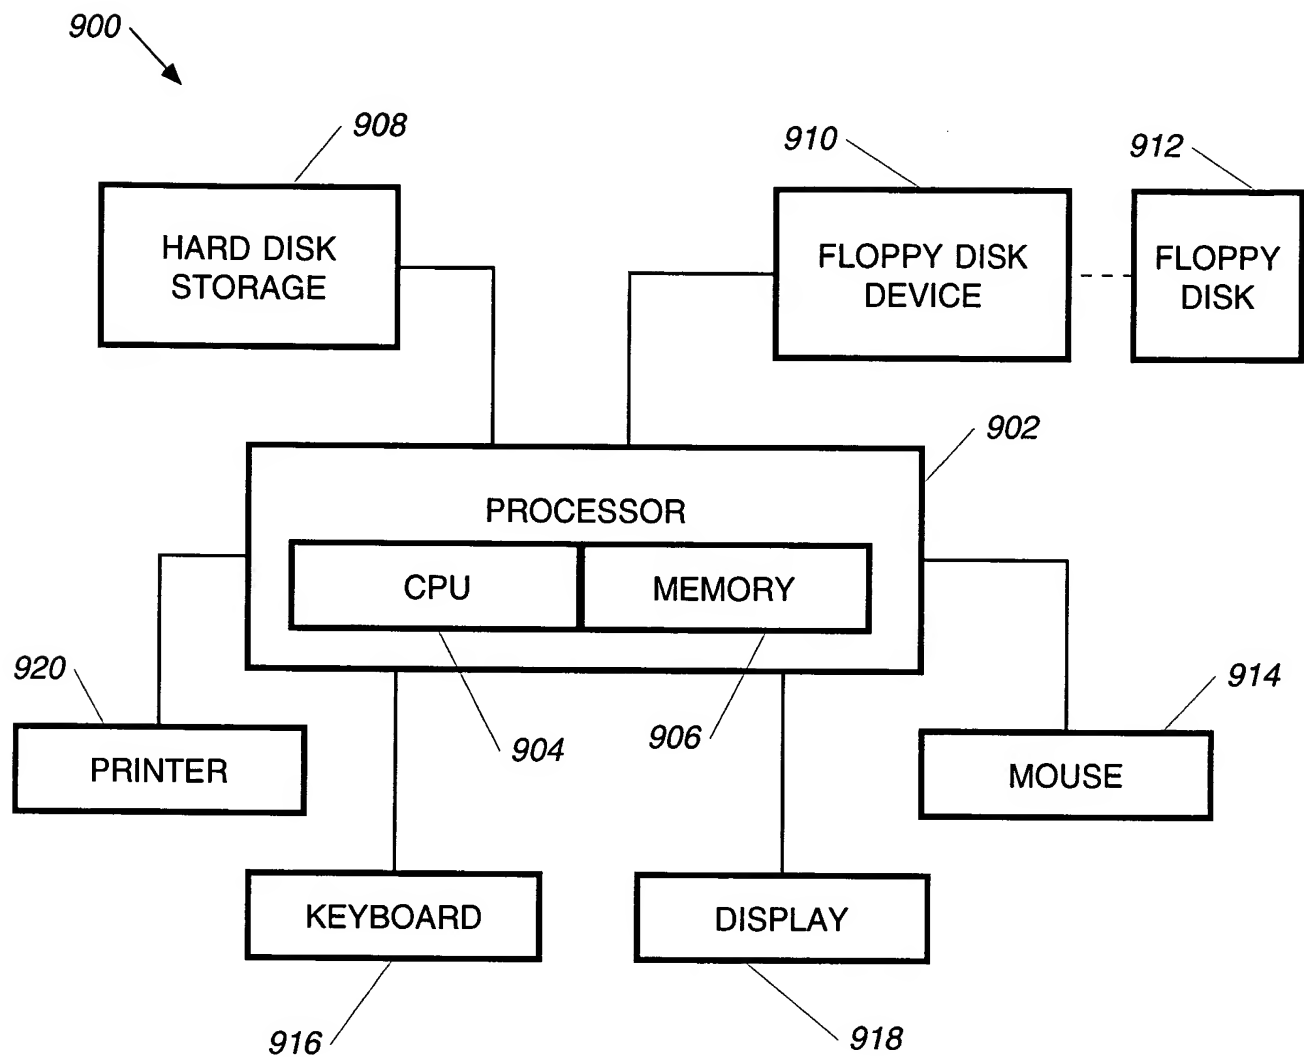 900
908
910
912
HARD DISK
STORAGE
FLOPPY DISK
DEVICE
FLOPPY
DISK
902
PROCESSOR
CPU
MEMORY
920
904
906
914
PRINTER
MOUSE
KEYBOARD
DISPLAY
916
918